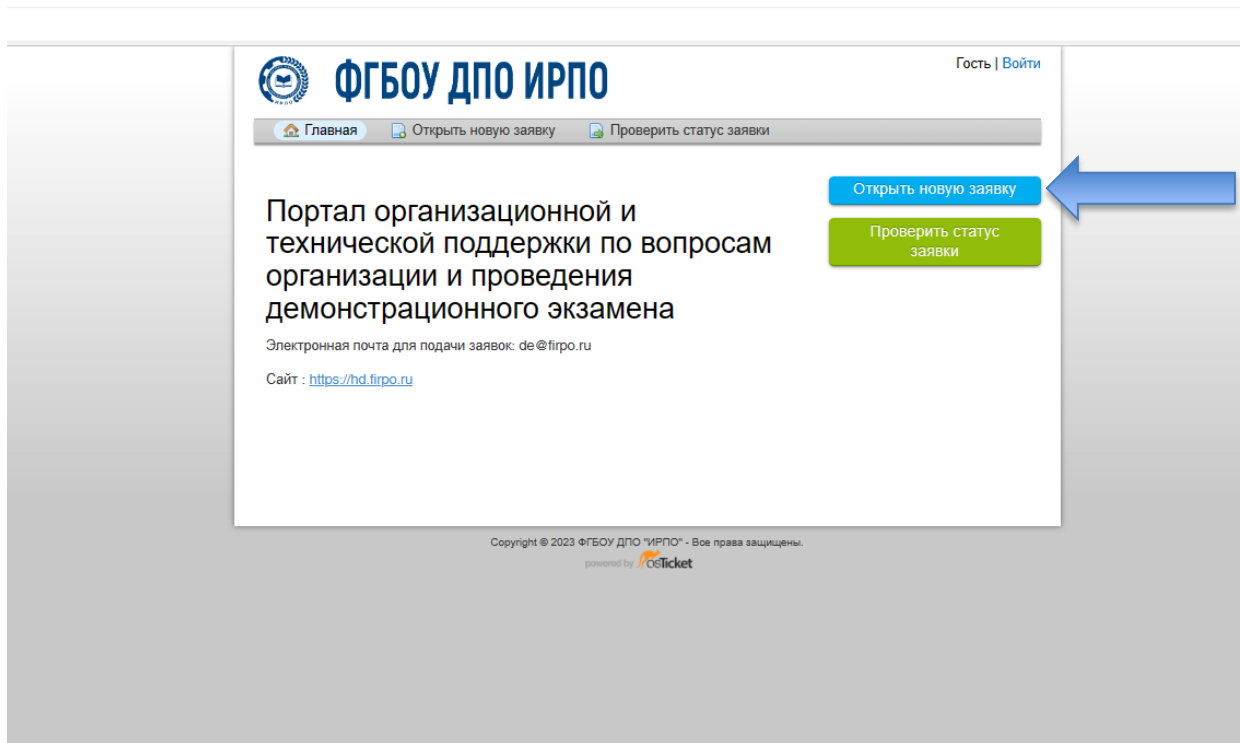 ФГБОУ ДПО ИРПО
Гость | Войти
Главная
Открыть новую заявку
Проверить статус заявки
Открыть новую заявку
Проверить статус
заявки
Портал организационной и
технической поддержки по вопросам
организации и проведения
демонстрационного экзамена
Электронная почта для подачи заявок: de@firpo.ru
Сайт : https://hd.firpo.ru
Copyright © 2023 ФГБОУ ДПО "ИРПО" - Все права защищены.
powered by osTicket